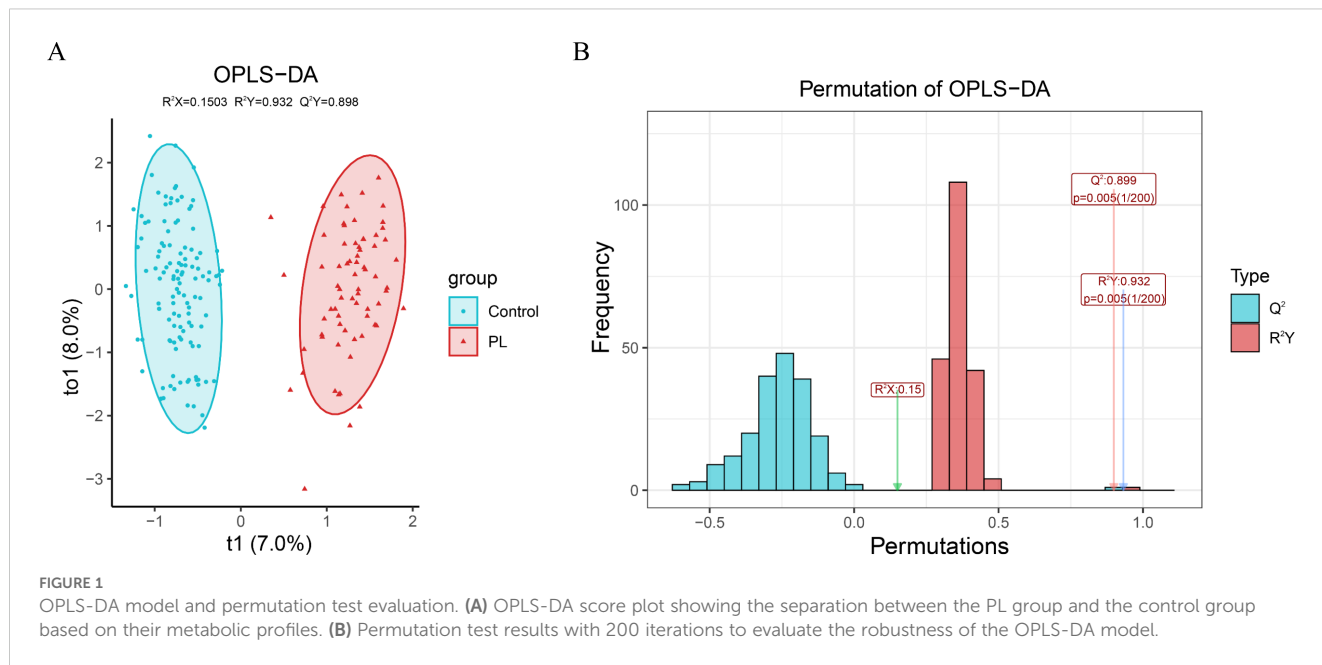 A
OPLS−DA
R²X=0.1503 R²Y=0.932 Q²Y=0.898
2
1
0
−1
−2
−3
to1 (8.0%)
−1
0
1
2
t1 (7.0%)
group
Control
PL
B
Permutation of OPLS−DA
100
50
0
Frequency
Q²:0.899
p=0.005(1/200)
R²Y:0.932
p=0.005(1/200)
R²X:0.15
−0.5
0.0
0.5
1.0
Permutations
Type
Q²
R²Y
FIGURE 1
OPLS-DA model and permutation test evaluation. (A) OPLS-DA score plot showing the separation between the PL group and the control group
based on their metabolic profiles. (B) Permutation test results with 200 iterations to evaluate the robustness of the OPLS-DA model.